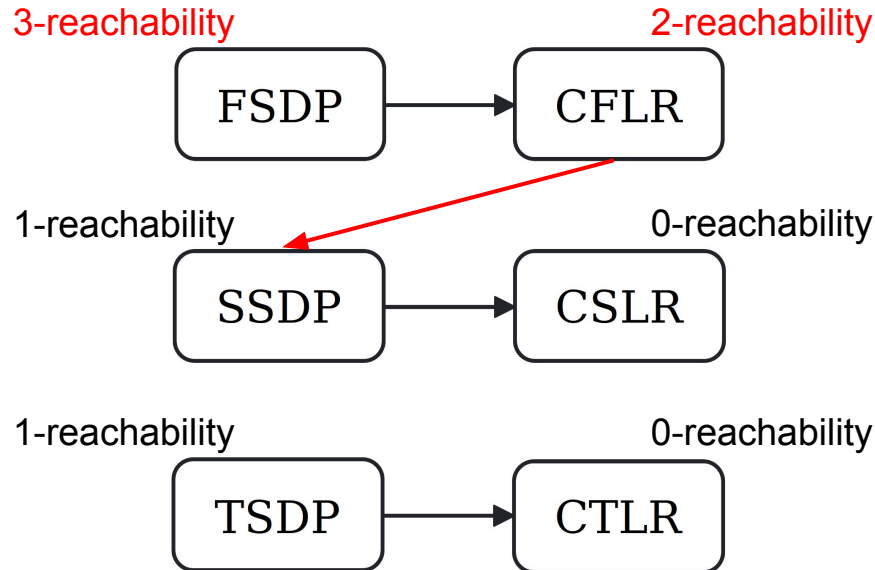 3-reachability 2-reachability
FSDP CFLR
1-reachability 0-reachability
SSDP CSLR
1-reachability 0-reachability
TSDP CTLR